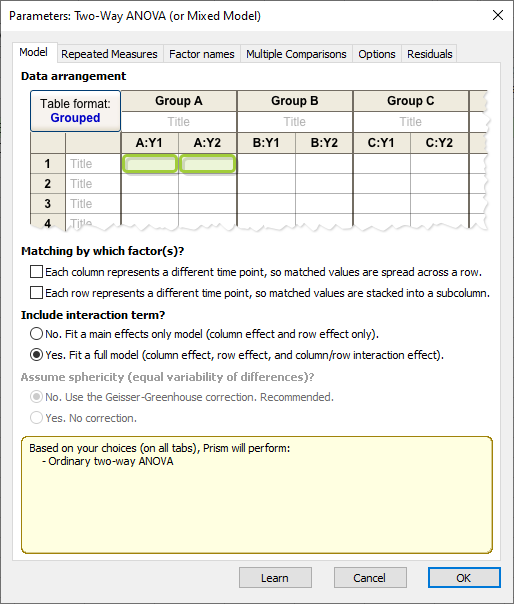 Parameters: Two-Way ANOVA (or Mixed Model)
Model Repeated Measures Factor names Multiple Comparisons Options Residuals
Data arrangement
Table format: Grouped Group A Group B Group C
Title Title Title
A:Y1 A:Y2 B:Y1 B:Y2 C:Y1 C:Y2
1 Title
2 Title
3 Title
4 Title
Matching by which factor(s)?
Each column represents a different time point, so matched values are spread across a row.
Each row represents a different time point, so matched values are stacked into a subcolumn.
Include interaction term?
No. Fit a main effects only model (column effect and row effect only).
Yes. Fit a full model (column effect, row effect, and column/row interaction effect).
Assume sphericity (equal variability of differences)?
No. Use the Geisser-Greenhouse correction. Recommended.
Yes. No correction.
Based on your choices (on all tabs), Prism will perform:
- Ordinary two-way ANOVA
Learn Cancel OK